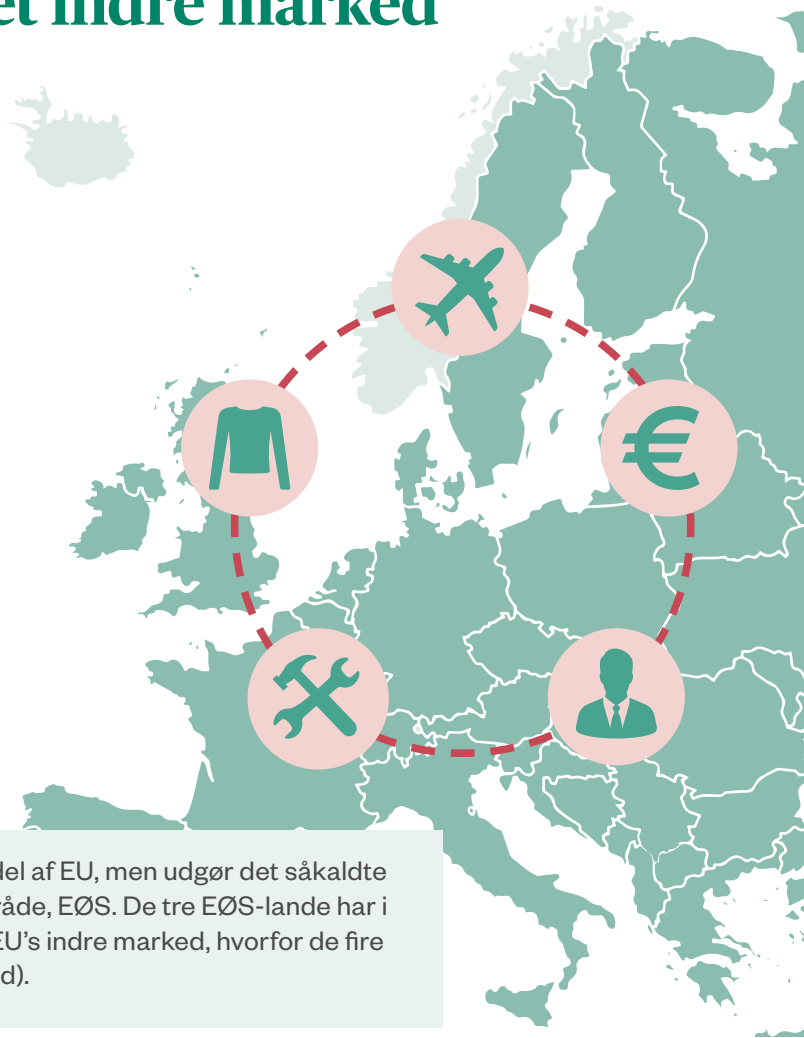 et indre marked
del af EU, men udgør det såkaldte
råde, EØS. De tre EØS-lande har i
EU's indre marked, hvorfor de fire
d).